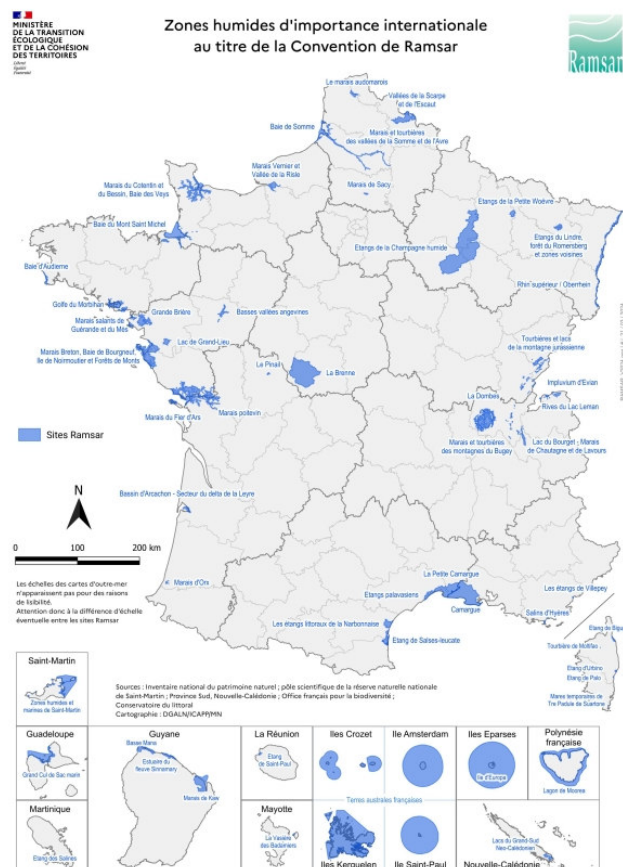 MINISTÈRE
DE LA TRANSITION
ÉCOLOGIQUE
ET DE LA COHÉSION
DES TERRITOIRES
Liberté
Égalité
Fraternité
Zones humides d'importance internationale
au titre de la Convention de Ramsar
Ramsar
Le marais audomarois
Vallées de la Scarpe
et de l'Escaut
Baie de Somme
Marais et tourbières
des vallées de la Somme et de l'Avre
Marais Vernier et
Vallée de la Risle
Marais de Sacy
Marais du Cotentin et
du Bessin, Baie des Veys
Etangs de la Petite Woëvre
Baie du Mont Saint Michel
Etangs du Lindre,
forêt du Romersberg
et zones voisines
Etangs de la Champagne humide
Baie d'Audierne
Rhin supérieur / Oberrhein
Golfe du Morbihan
Grande Brière
Basses vallées angevines
Marais salants de
Guérande et du Mès
Lac de Grand-Lieu
Tourbières et lacs
de la montagne jurassienne
Marais Breton, Baie de Bourgneuf,
Ile de Noirmoutier et Forêts de Monts
Le Pinail
La Brenne
Impluvium d'Evian
La Dombes
Rives du Lac Leman
Marais du Fier d'Ars
Marais poitevin
Sites Ramsar
Marais et tourbières
des montagnes du Bugey
Lac du Bourget - Marais
de Chautagne et de Lavours
N
Bassin d'Arcachon - Secteur du delta de la Leyre
0 100 200 km
Les échelles des cartes d'outre-mer
n'apparaissent pas pour des raisons
de lisibilité.
Attention donc à la différence d'échelle
éventuelle entre les sites Ramsar
Marais d'Orx
La Petite Camargue
Etangs palavasiens
Camargue
Les étangs de Villepey
Salins d'Hyères
Les étangs littoraux de la Narbonnaise
Etang de Salses-leucate
Etang de Biguglia
Tourbière de Moltifao
Etang d'Urbino
Etang de Palo
Mares temporaires de
Tre Padule de Suartone
Saint-Martin
Zones humides et
marines de Saint-Martin
Sources : Inventaire national du patrimoine naturel ; pôle scientifique de la réserve naturelle nationale
de Saint-Martin ; Province Sud, Nouvelle-Calédonie ; Office français pour la biodiversité ;
Conservatoire du littoral
Cartographie : DGALN/ICAPP/MN
Guadeloupe
Grand Cul de Sac marin
Guyane
Basse Mana
Estuaire du
fleuve Sinnamary
Marais de Kaw
La Réunion
Etang
de Saint-Paul
Iles Crozet
Ile Amsterdam
Iles Eparses
Ile d'Europa
Polynésie
française
Lagon de Moorea
Terres australes françaises
Martinique
Etang des Salines
Mayotte
La Vasière
des Badamiers
Iles Kerguelen
Ile Saint-Paul
Lacs du Grand Sud
Neo-Calédonien
Nouvelle-Calédonie